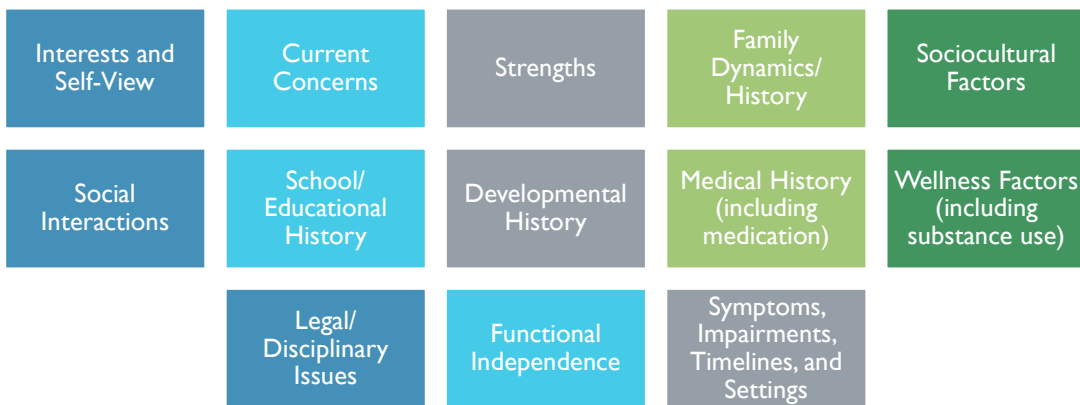 Interests and
Self-View
Current
Concerns
Strengths
Family
Dynamics/
History
Sociocultural
Factors
Social
Interactions
School/
Educational
History
Developmental
History
Medical History
(including
medication)
Wellness Factors
(including
substance use)
Legal/
Disciplinary
Issues
Functional
Independence
Symptoms,
Impairments,
Timelines, and
Settings